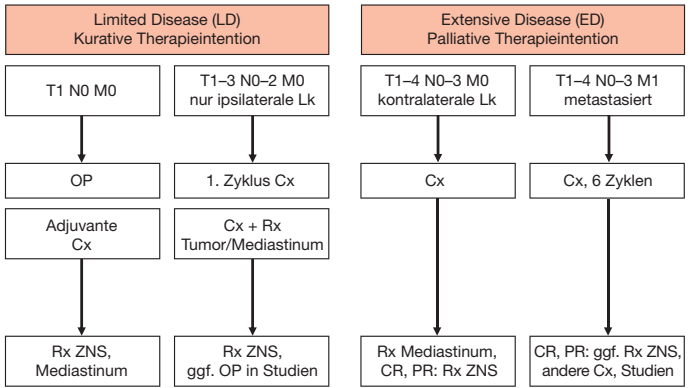 Limited Disease (LD)
Kurative Therapieintention
Extensive Disease (ED)
Palliative Therapieintention
T1 N0 M0
T1–3 N0–2 M0
nur ipsilaterale Lk
T1–4 N0–3 M0
kontralaterale Lk
T1–4 N0–3 M1
metastasiert
OP
1. Zyklus Cx
Cx
Cx, 6 Zyklen
Adjuvante
Cx
Cx + Rx
Tumor/Mediastinum
Rx ZNS,
Mediastinum
Rx ZNS,
ggf. OP in Studien
Rx Mediastinum,
CR, PR: Rx ZNS
CR, PR: ggf. Rx ZNS,
andere Cx, Studien